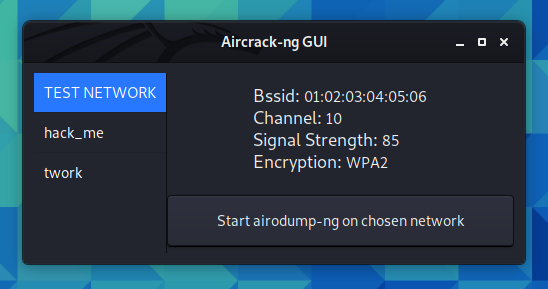 Aircrack-ng GUI
TEST NETWORK
hack_me
twork
Bssid: 01:02:03:04:05:06
Channel: 10
Signal Strength: 85
Encryption: WPA2
Start airodump-ng on chosen network